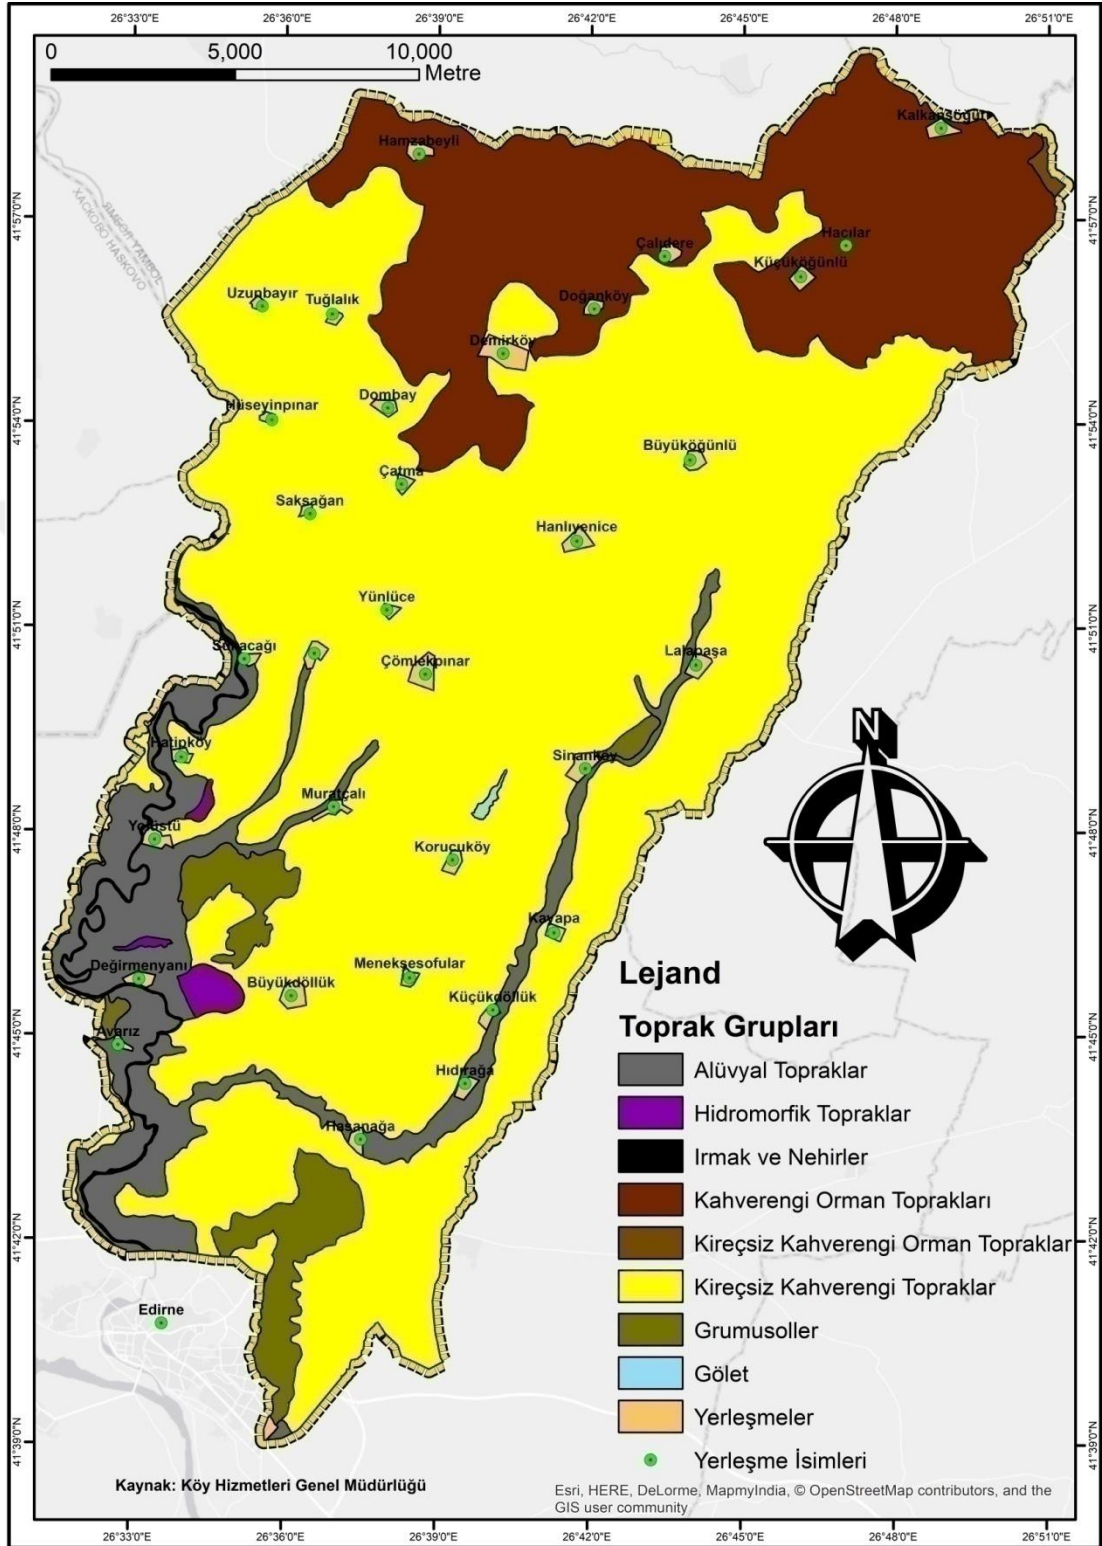 26°33'0"E 26°36'0"E 26°39'0"E 26°42'0"E 26°45'0"E 26°48'0"E 26°51'0"E
0 5,000 10,000
Metre
Kalkansöğüt
Hamzabeyli
41°57'0"N 41°57'0"N
ЯМБОЛ YAMBOL
ХАСКОВО HASKOVO
Hacılar
Çalıdere
Küçüköğünlü
Uzunbayır
Tuğlalık
Doğanköy
Demirköy
Dombay
Hüseyinpınar
41°54'0"N 41°54'0"N
Büyüköğünlü
Çatma
Saksağan
Hanlıyenice
Yünlüce
41°51'0"N 41°51'0"N
Suakacağı
Çömlekpınar
Lalapaşa
N
Hatipköy
Sinanköy
Muratçalı
Yolüstü
41°48'0"N 41°48'0"N
Korucuköy
Kayapa
Değirmenyanı
Büyükdöllük
Menekşesofular
Küçükdöllük
Avarız
41°45'0"N 41°45'0"N
Hıdırağa
Hasanağa
Lejand
Toprak Grupları
Alüvyal Topraklar
Hidromorfik Topraklar
Irmak ve Nehirler
Kahverengi Orman Toprakları
Kireçsiz Kahverengi Orman Topraklar
Kireçsiz Kahverengi Topraklar
Grumusoller
Gölet
Yerleşmeler
Yerleşme İsimleri
41°42'0"N 41°42'0"N
Edirne
41°39'0"N 41°39'0"N
Kaynak: Köy Hizmetleri Genel Müdürlüğü
Esri, HERE, DeLorme, MapmyIndia, © OpenStreetMap contributors, and the
GIS user community
26°33'0"E 26°36'0"E 26°39'0"E 26°42'0"E 26°45'0"E 26°48'0"E 26°51'0"E